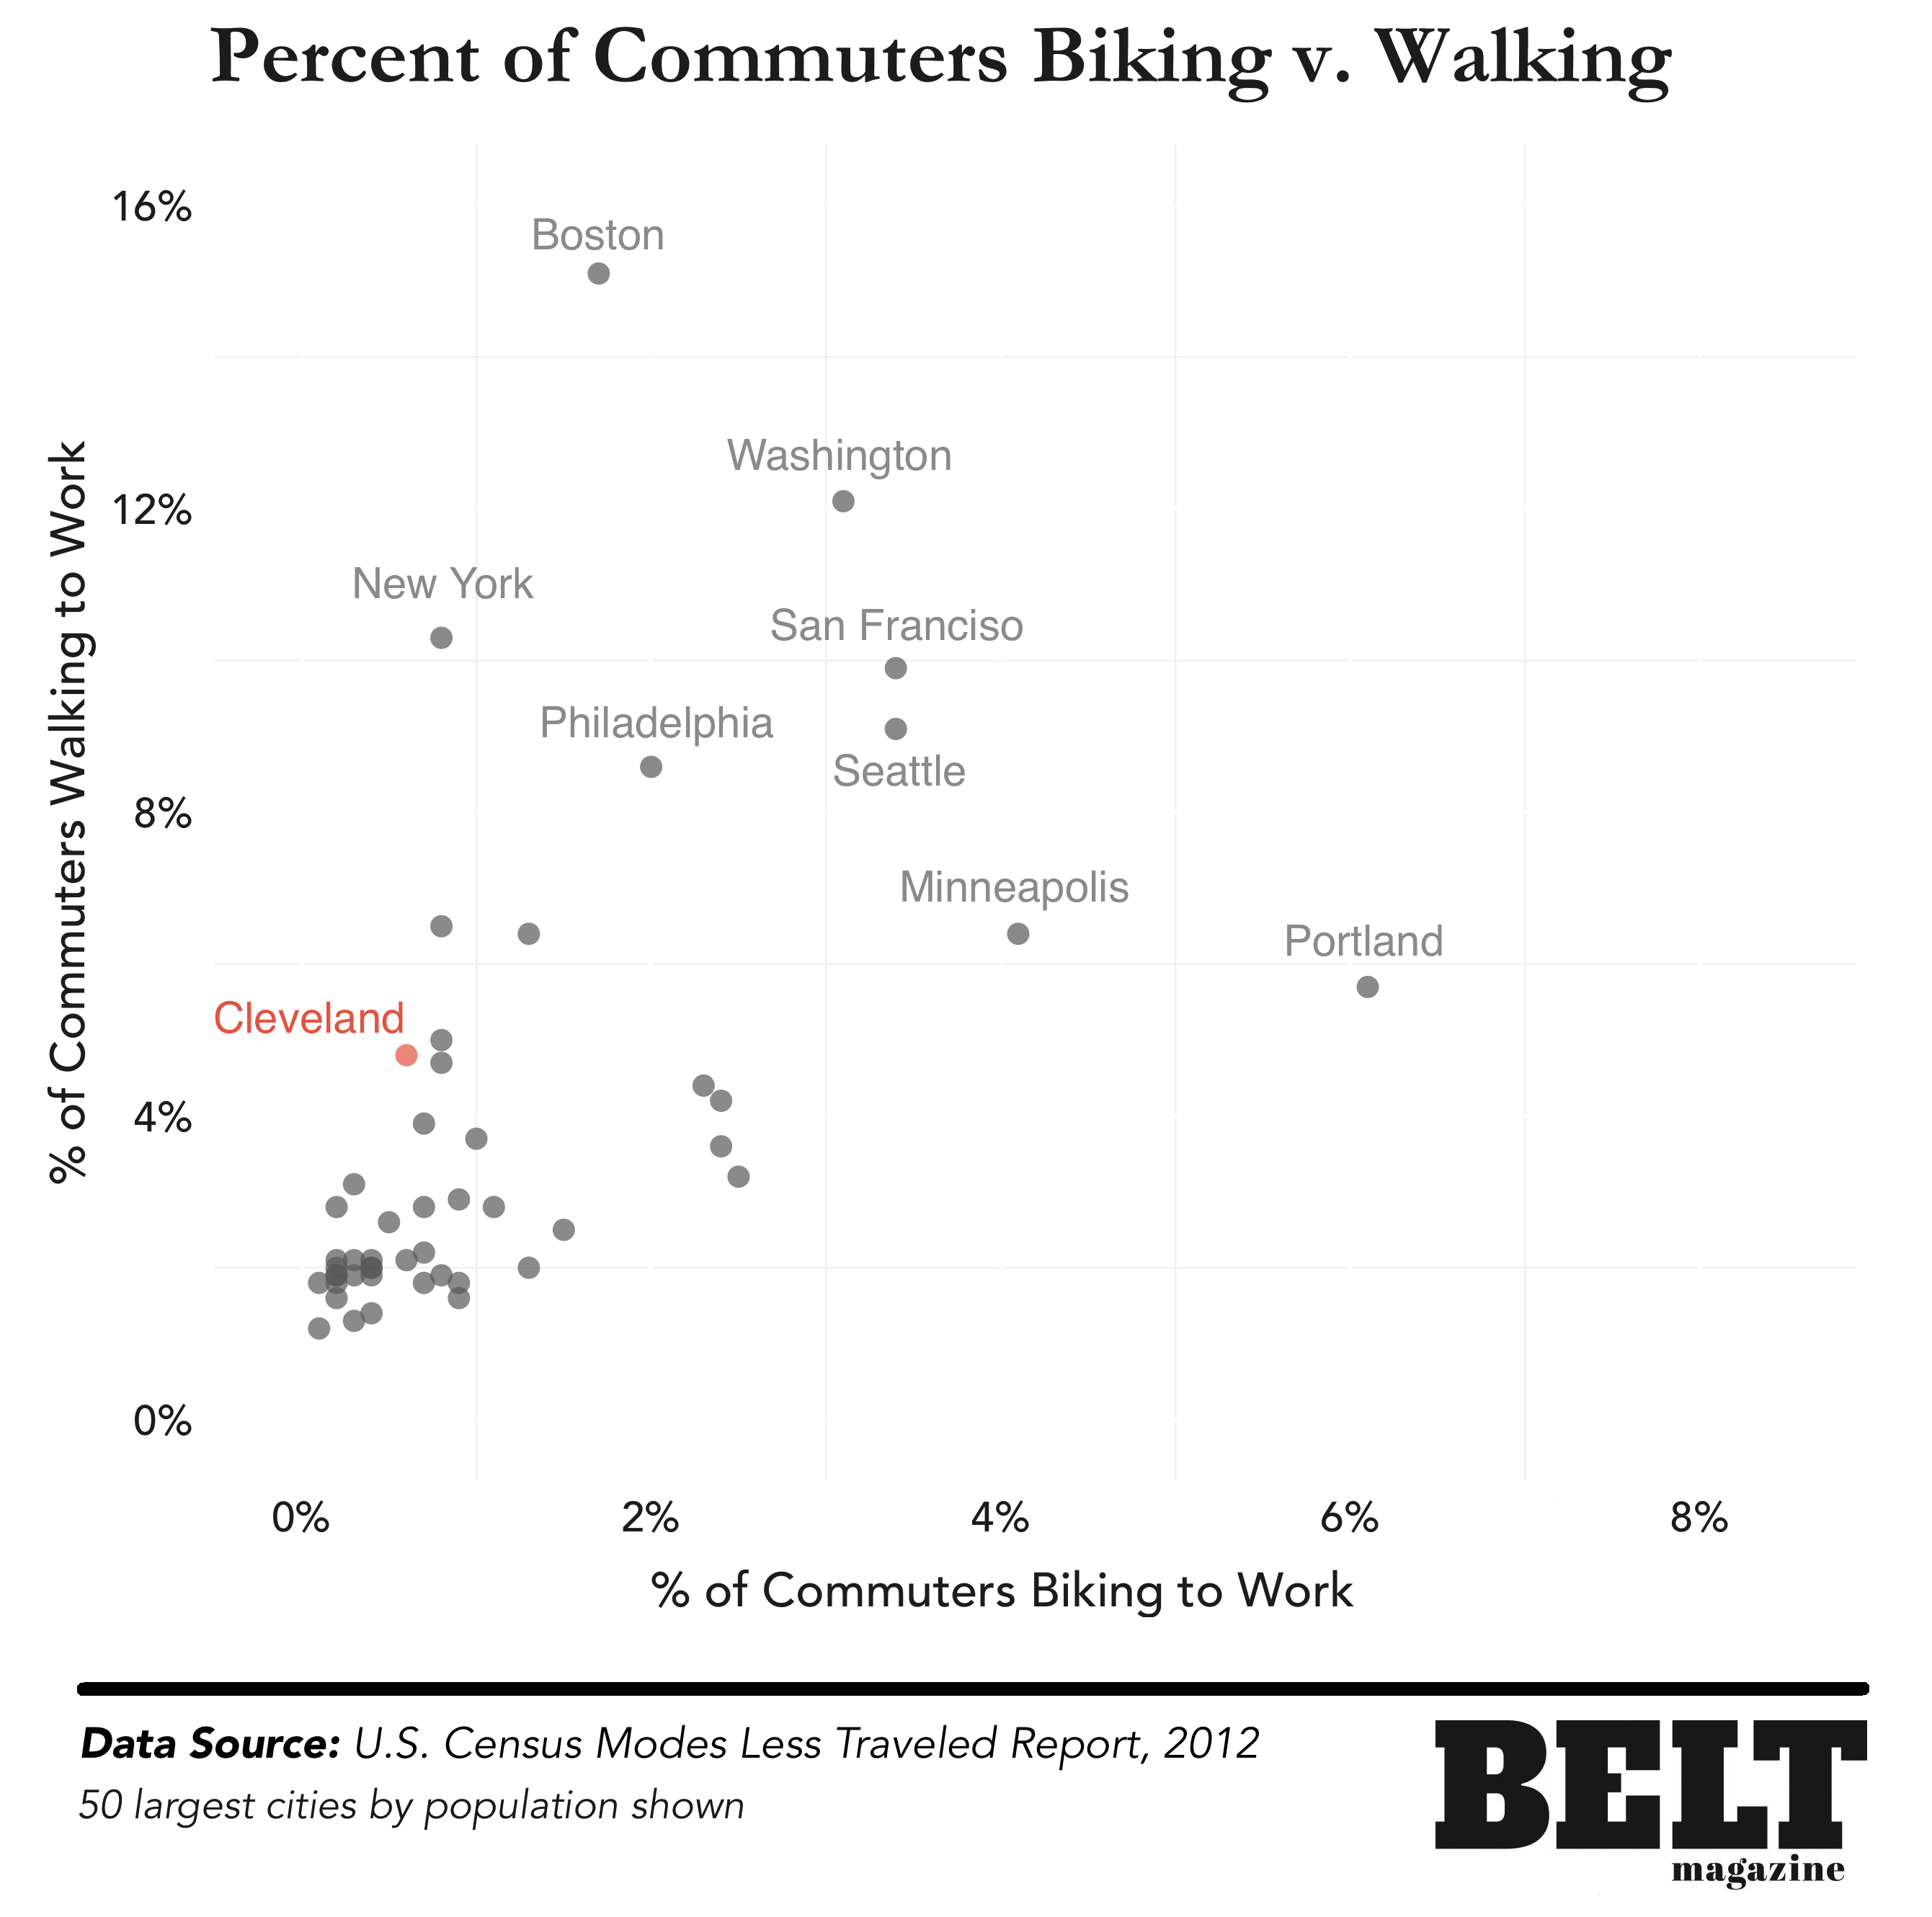 Percent of Commuters Biking v. Walking
16%
Boston
Washington
12%
New York
San Franciso
Philadelphia
Seattle
8%
Minneapolis
Portland
Cleveland
4%
0%
% of Commuters Walking to Work
0% 2% 4% 6% 8%
% of Commuters Biking to Work
Data Source: U.S. Census Modes Less Traveled Report, 2012
50 largest cities by population shown
BELT
magazine